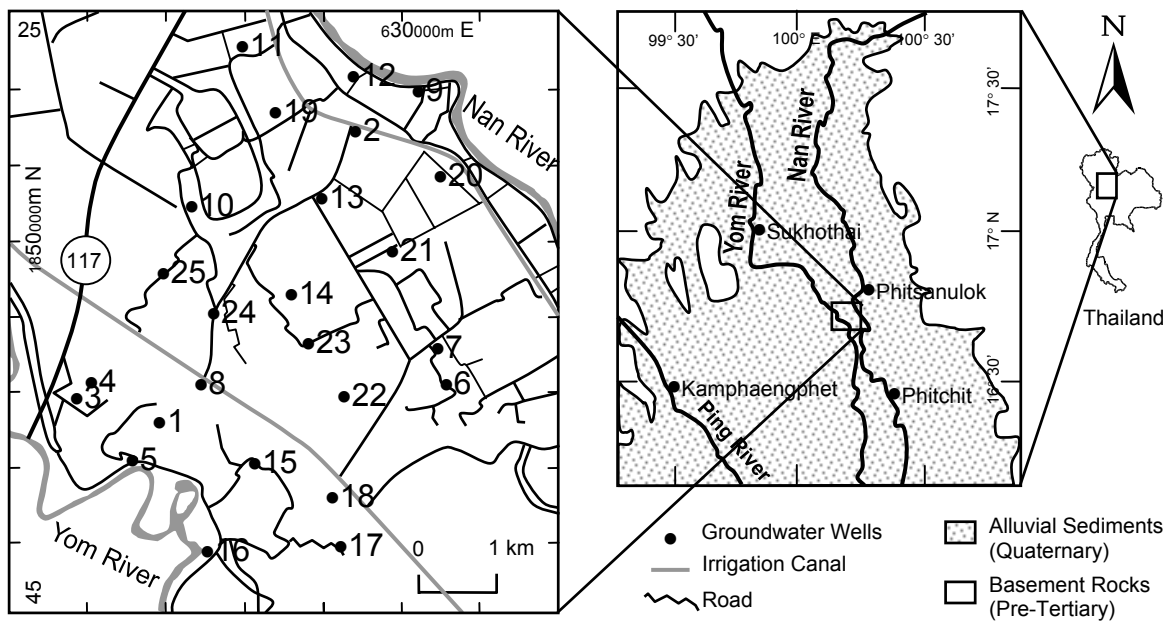 25
630000m E
1850000m N
45
11
12
9
19
2
Nan River
20
10
13
117
21
25
14
24
23
7
4
8
6
3
22
1
5
15
18
16
17
Yom River
0 1 km
99° 30'
100° E
100° 30'
17° 30'
17° N
16° 30'
Nan River
Yom River
Sukhothai
Phitsanulok
Kamphaengphet
Phitchit
Ping River
N
Thailand
Groundwater Wells
Irrigation Canal
Road
Alluvial Sediments
(Quaternary)
Basement Rocks
(Pre-Tertiary)